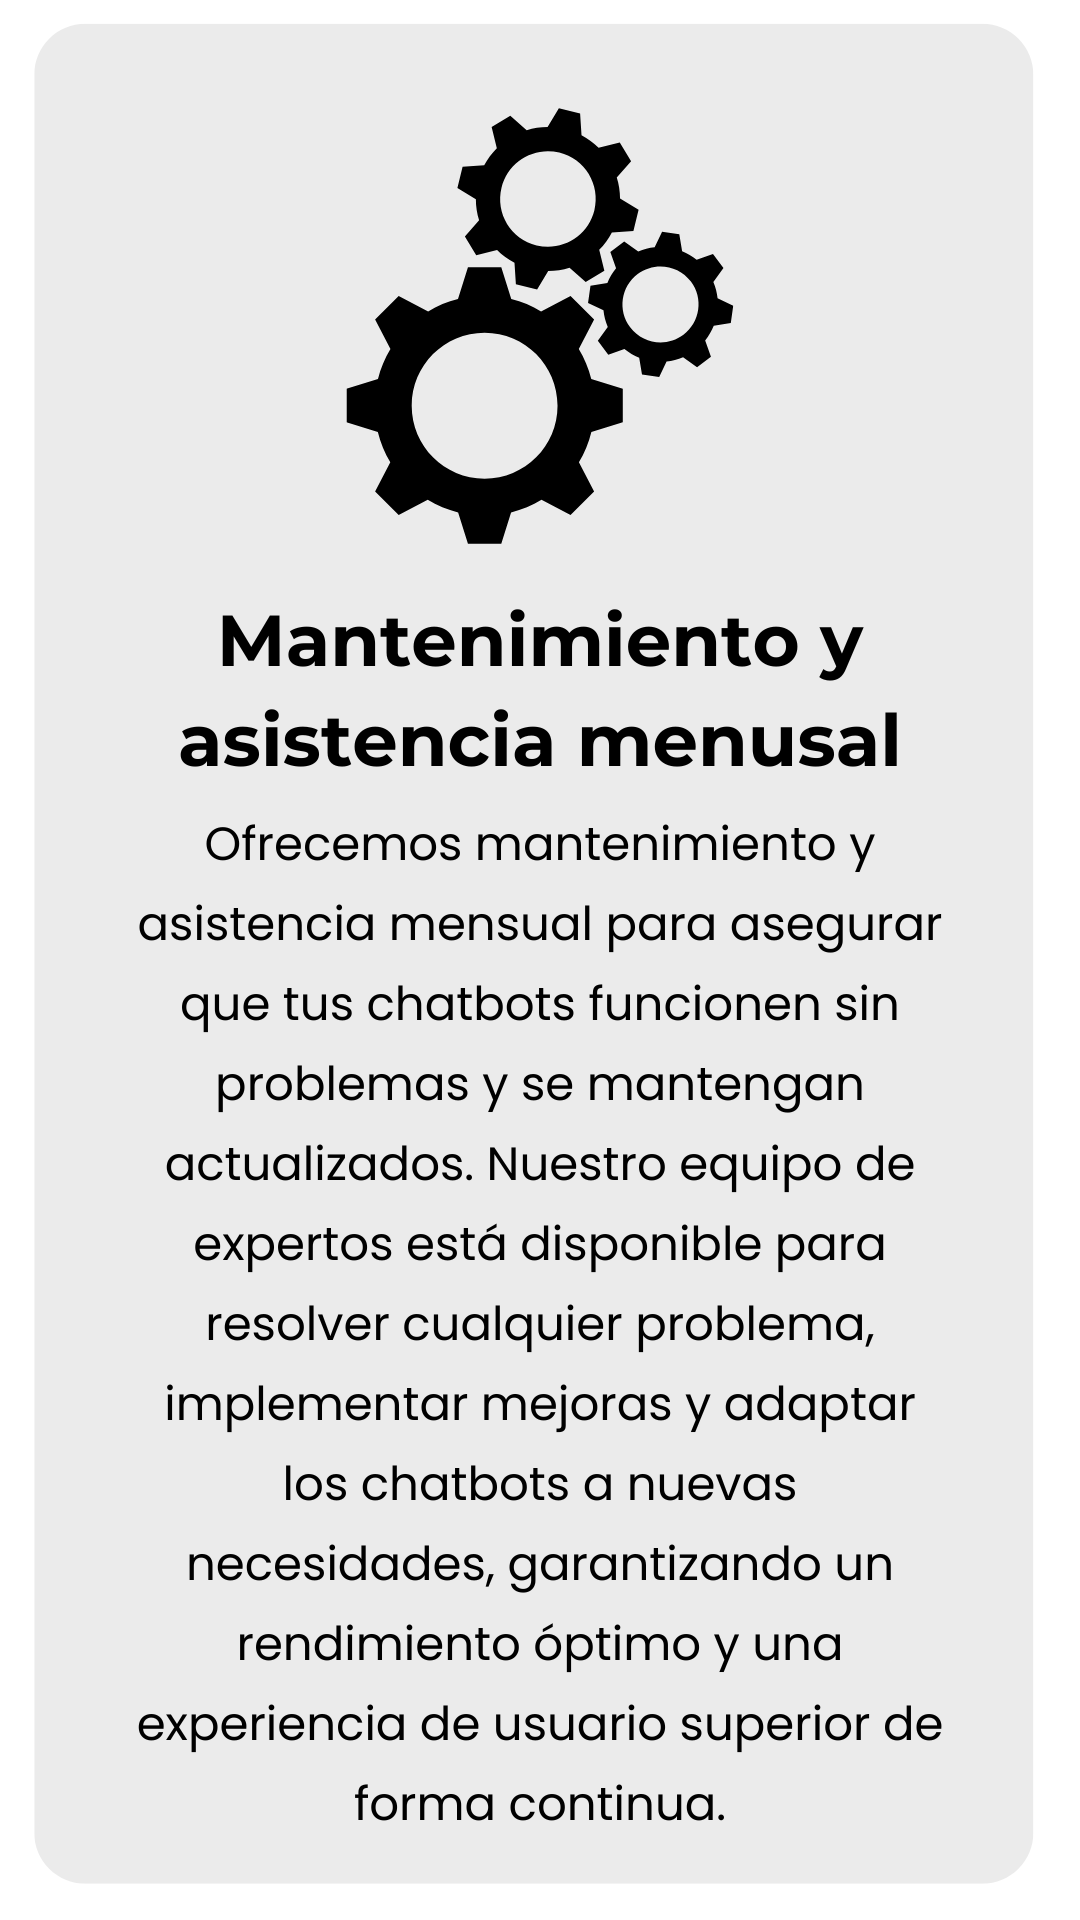 Mantenimiento y
asistencia menusal
Ofrecemos mantenimiento y
asistencia mensual para asegurar
que tus chatbots funcionen sin
problemas y se mantengan
actualizados. Nuestro equipo de
expertos está disponible para
resolver cualquier problema,
implementar mejoras y adaptar
los chatbots a nuevas
necesidades, garantizando un
rendimiento óptimo y una
experiencia de usuario superior de
forma continua.